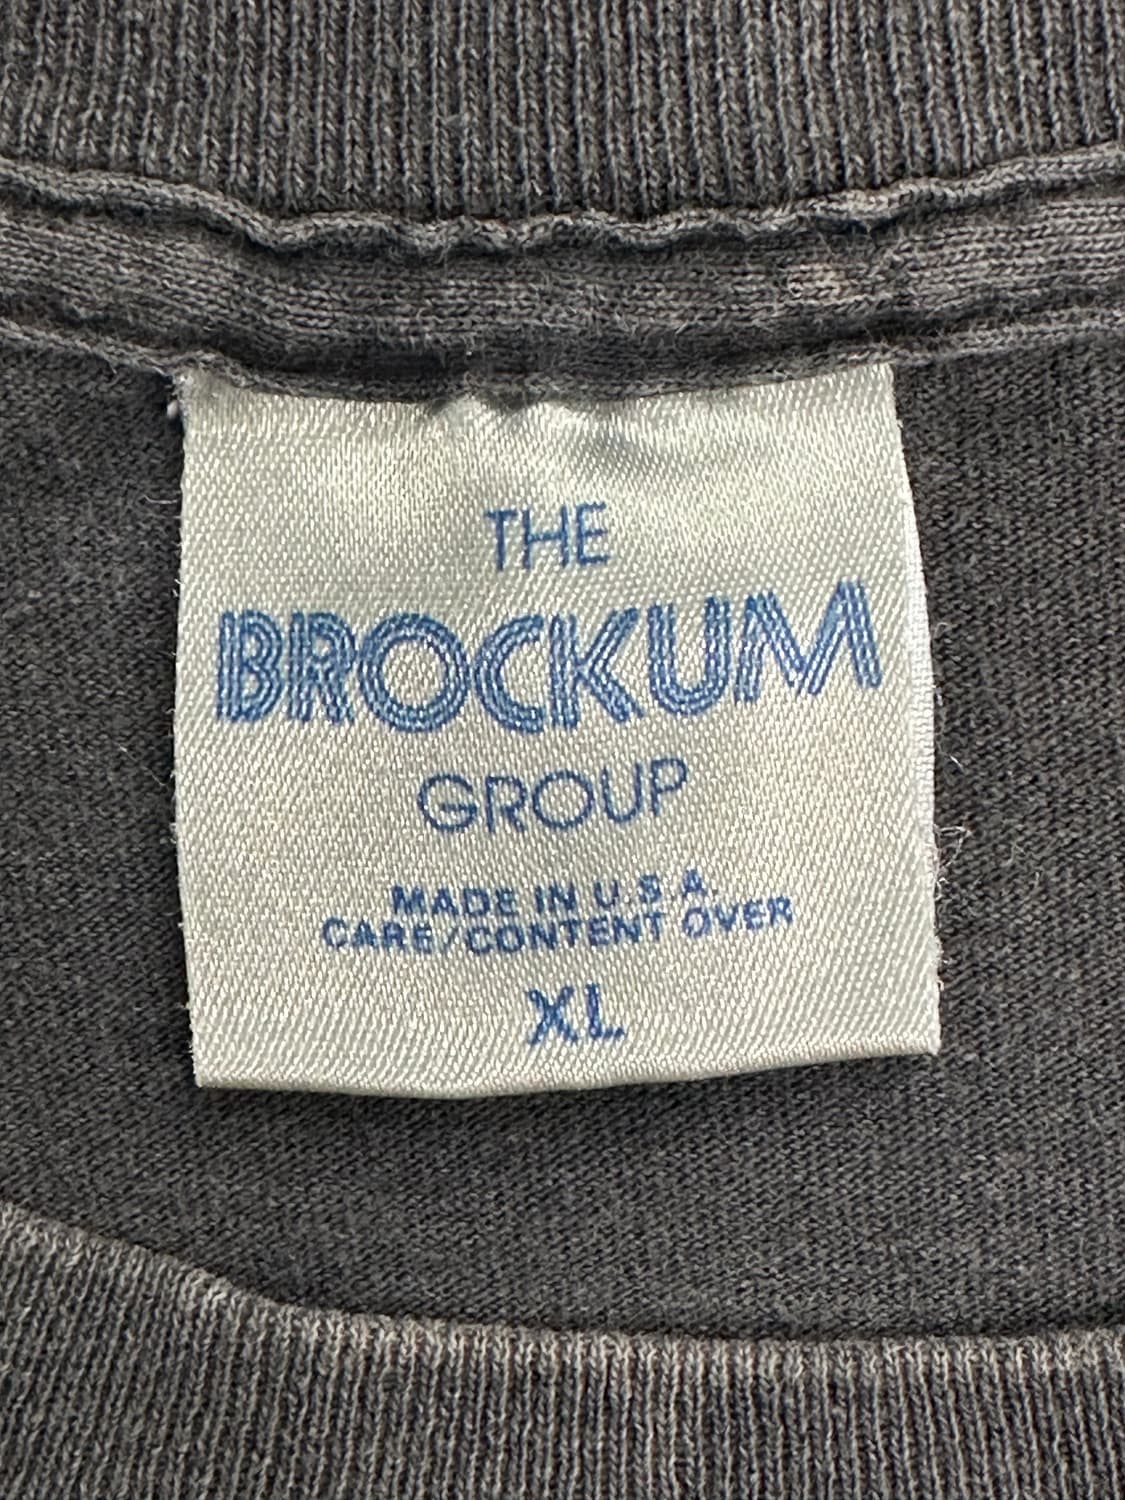 THE
BROCKUM
GROUP
MADE IN U.S.A.
CARE/CONTENT OVER
XL